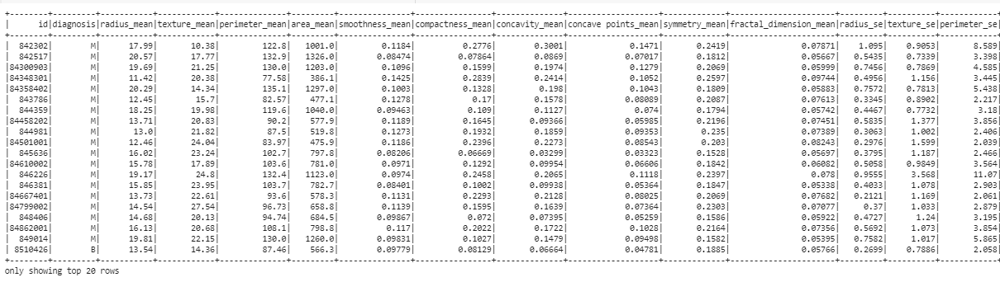 +--------+---------+-----------+------------+--------------+---------+---------------+----------------+--------------+-------------------+-------------+----------------------+---------+----------+------------+
|      id|diagnosis|radius_mean|texture_mean|perimeter_mean|area_mean|smoothness_mean|compactness_mean|concavity_mean|concave points_mean|symmetry_mean|fractal_dimension_mean|radius_se|texture_se|perimeter_se|
+--------+---------+-----------+------------+--------------+---------+---------------+----------------+--------------+-------------------+-------------+----------------------+---------+----------+------------+
|  842302|        M|      17.99|       10.38|         122.8|   1001.0|         0.1184|          0.2776|        0.3001|             0.1471|       0.2419|               0.07871|    1.095|    0.9053|       8.589|
|  842517|        M|      20.57|       17.77|         132.9|   1326.0|        0.08474|         0.07864|        0.0869|            0.07017|       0.1812|               0.05667|   0.5435|    0.7339|       3.398|
|84300903|        M|      19.69|       21.25|         130.0|   1203.0|         0.1096|          0.1599|        0.1974|             0.1279|       0.2069|               0.05999|   0.7456|    0.7869|       4.585|
|84348301|        M|      11.42|       20.38|         77.58|    386.1|         0.1425|          0.2839|        0.2414|             0.1052|       0.2597|               0.09744|   0.4956|     1.156|       3.445|
|84358402|        M|      20.29|       14.34|         135.1|   1297.0|         0.1003|          0.1328|         0.198|             0.1043|       0.1809|               0.05883|   0.7572|    0.7813|       5.438|
|  843786|        M|      12.45|        15.7|         82.57|    477.1|         0.1278|            0.17|        0.1578|            0.08089|       0.2087|               0.07613|   0.3345|    0.8902|       2.217|
|  844359|        M|      18.25|       19.98|         119.6|   1040.0|        0.09463|           0.109|        0.1127|              0.074|       0.1794|               0.05742|   0.4467|    0.7732|        3.18|
|84458202|        M|      13.71|       20.83|          90.2|    577.9|         0.1189|          0.1645|       0.09366|            0.05985|       0.2196|               0.07451|   0.5835|     1.377|       3.856|
|  844981|        M|       13.0|       21.82|          87.5|    519.8|         0.1273|          0.1932|        0.1859|            0.09353|        0.235|               0.07389|   0.3063|     1.002|       2.406|
|84501001|        M|      12.46|       24.04|         83.97|    475.9|         0.1186|          0.2396|        0.2273|            0.08543|        0.203|               0.08243|   0.2976|     1.599|       2.039|
|  845636|        M|      16.02|       23.24|         102.7|    797.8|        0.08206|         0.06669|       0.03299|            0.03323|       0.1528|               0.05697|   0.3795|     1.187|       2.466|
|84610002|        M|      15.78|       17.89|         103.6|    781.0|         0.0971|          0.1292|       0.09954|            0.06606|       0.1842|               0.06082|   0.5058|    0.9849|       3.564|
|  846226|        M|      19.17|        24.8|         132.4|   1123.0|         0.0974|          0.2458|        0.2065|             0.1118|       0.2397|                 0.078|   0.9555|     3.568|       11.07|
|  846381|        M|      15.85|       23.95|         103.7|    782.7|        0.08401|          0.1002|       0.09938|            0.05364|       0.1847|               0.05338|   0.4033|     1.078|       2.903|
|84667401|        M|      13.73|       22.61|          93.6|    578.3|         0.1131|          0.2293|        0.2128|            0.08025|       0.2069|               0.07682|   0.2121|     1.169|       2.061|
|84799002|        M|      14.54|       27.54|         96.73|    658.8|         0.1139|          0.1595|        0.1639|            0.07364|       0.2303|               0.07077|     0.37|     1.033|       2.879|
|  848406|        M|      14.68|       20.13|         94.74|    684.5|        0.09867|           0.072|       0.07395|            0.05259|       0.1586|               0.05922|   0.4727|      1.24|       3.195|
|84862001|        M|      16.13|       20.68|         108.1|    798.8|          0.117|          0.2022|        0.1722|             0.1028|       0.2164|               0.07356|   0.5692|     1.073|       3.854|
|  849014|        M|      19.81|       22.15|         130.0|   1260.0|        0.09831|          0.1027|        0.1479|            0.09498|       0.1582|               0.05395|   0.7582|     1.017|       5.865|
| 8510426|        B|      13.54|       14.36|         87.46|    566.3|        0.09779|         0.08129|       0.06664|            0.04781|       0.1885|               0.05766|   0.2699|    0.7886|       2.058|
+--------+---------+-----------+------------+--------------+---------+---------------+----------------+--------------+-------------------+-------------+----------------------+---------+----------+------------+
only showing top 20 rows